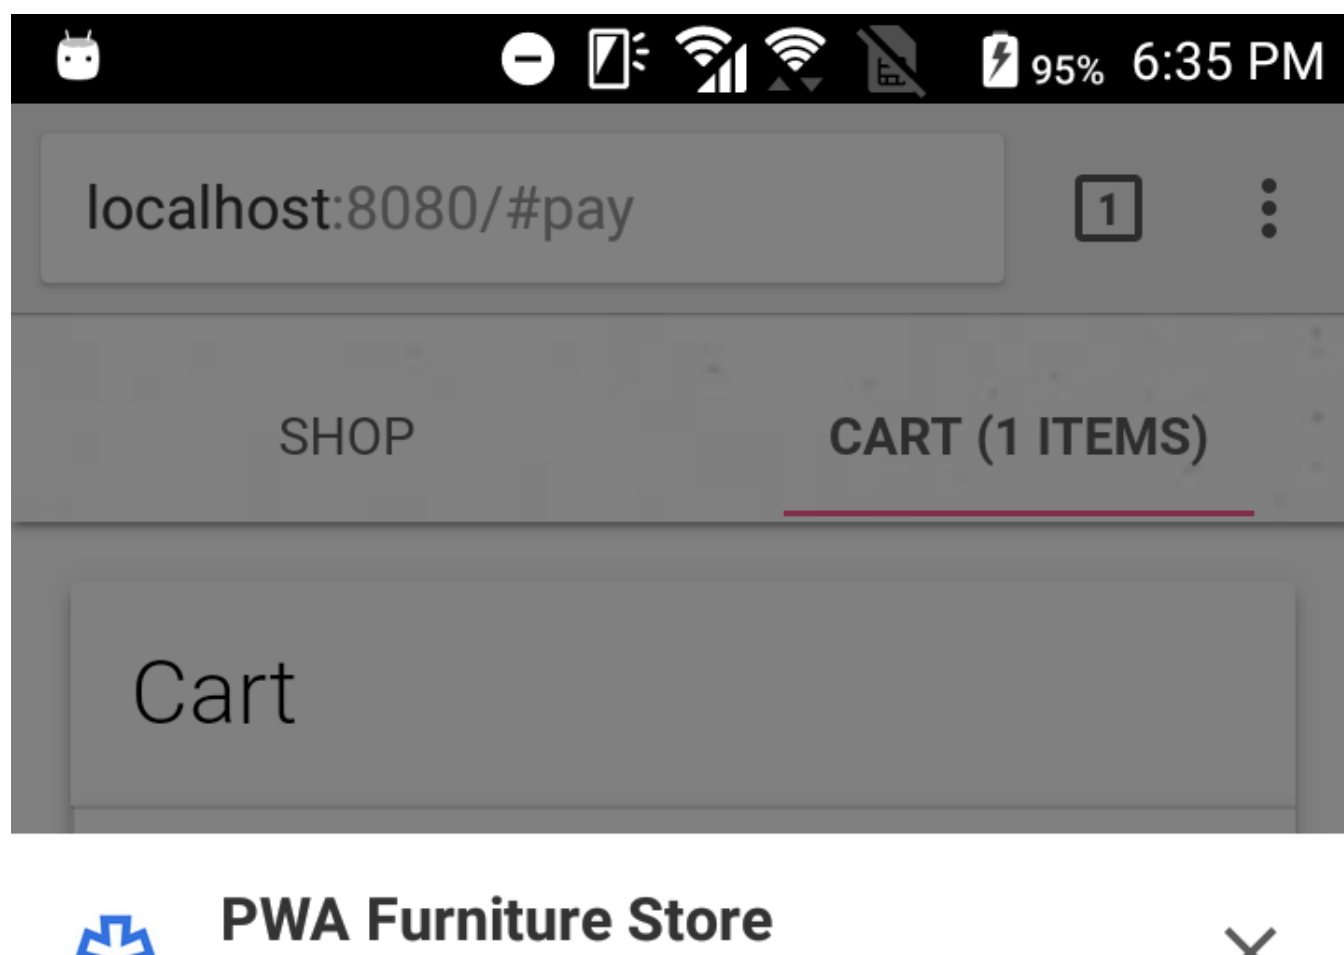 95% 6:35 PM
localhost:8080/#pay
1
SHOP
CART (1 ITEMS)
Cart
PWA Furniture Store